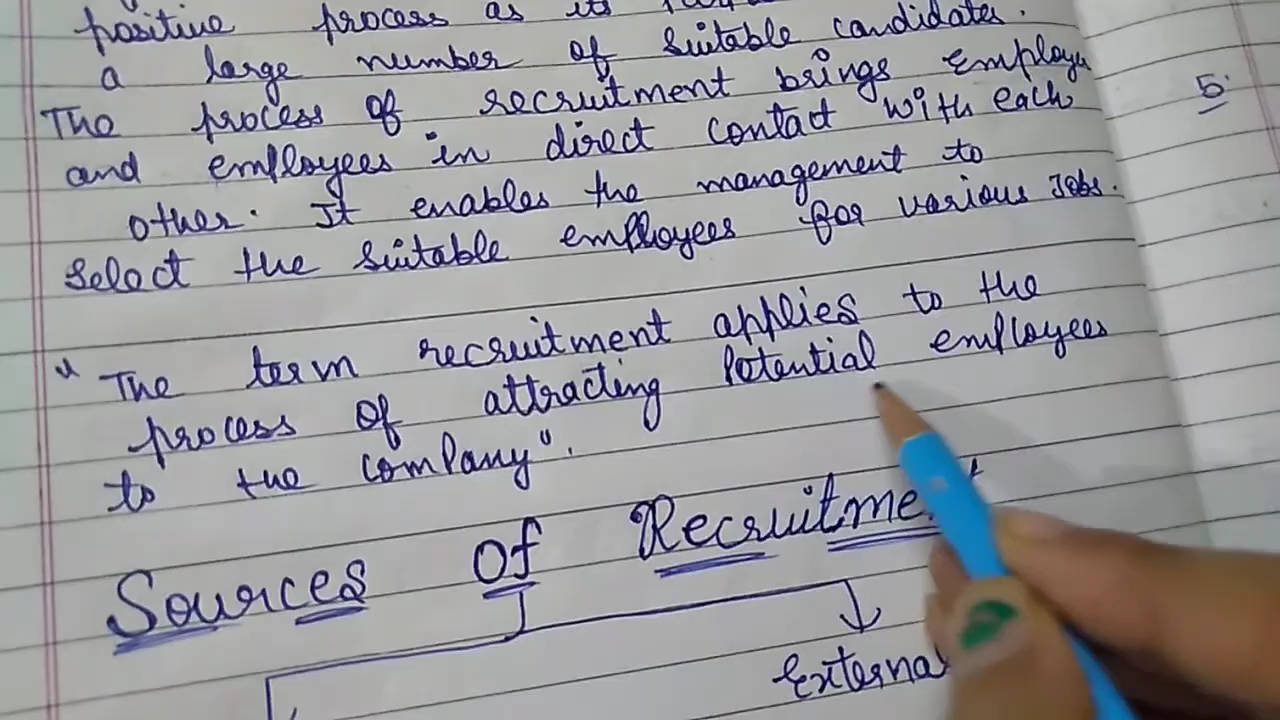 positive process as its
a large number of suitable candidates.
The process of recruitment brings employe
and employees in direct contact with each
other. It enables the management to
select the suitable employees for various Jobs.
"The term recruitment applies to the
process of attracting Potential employees
to the company".
Sources of Recruitment
External
5.